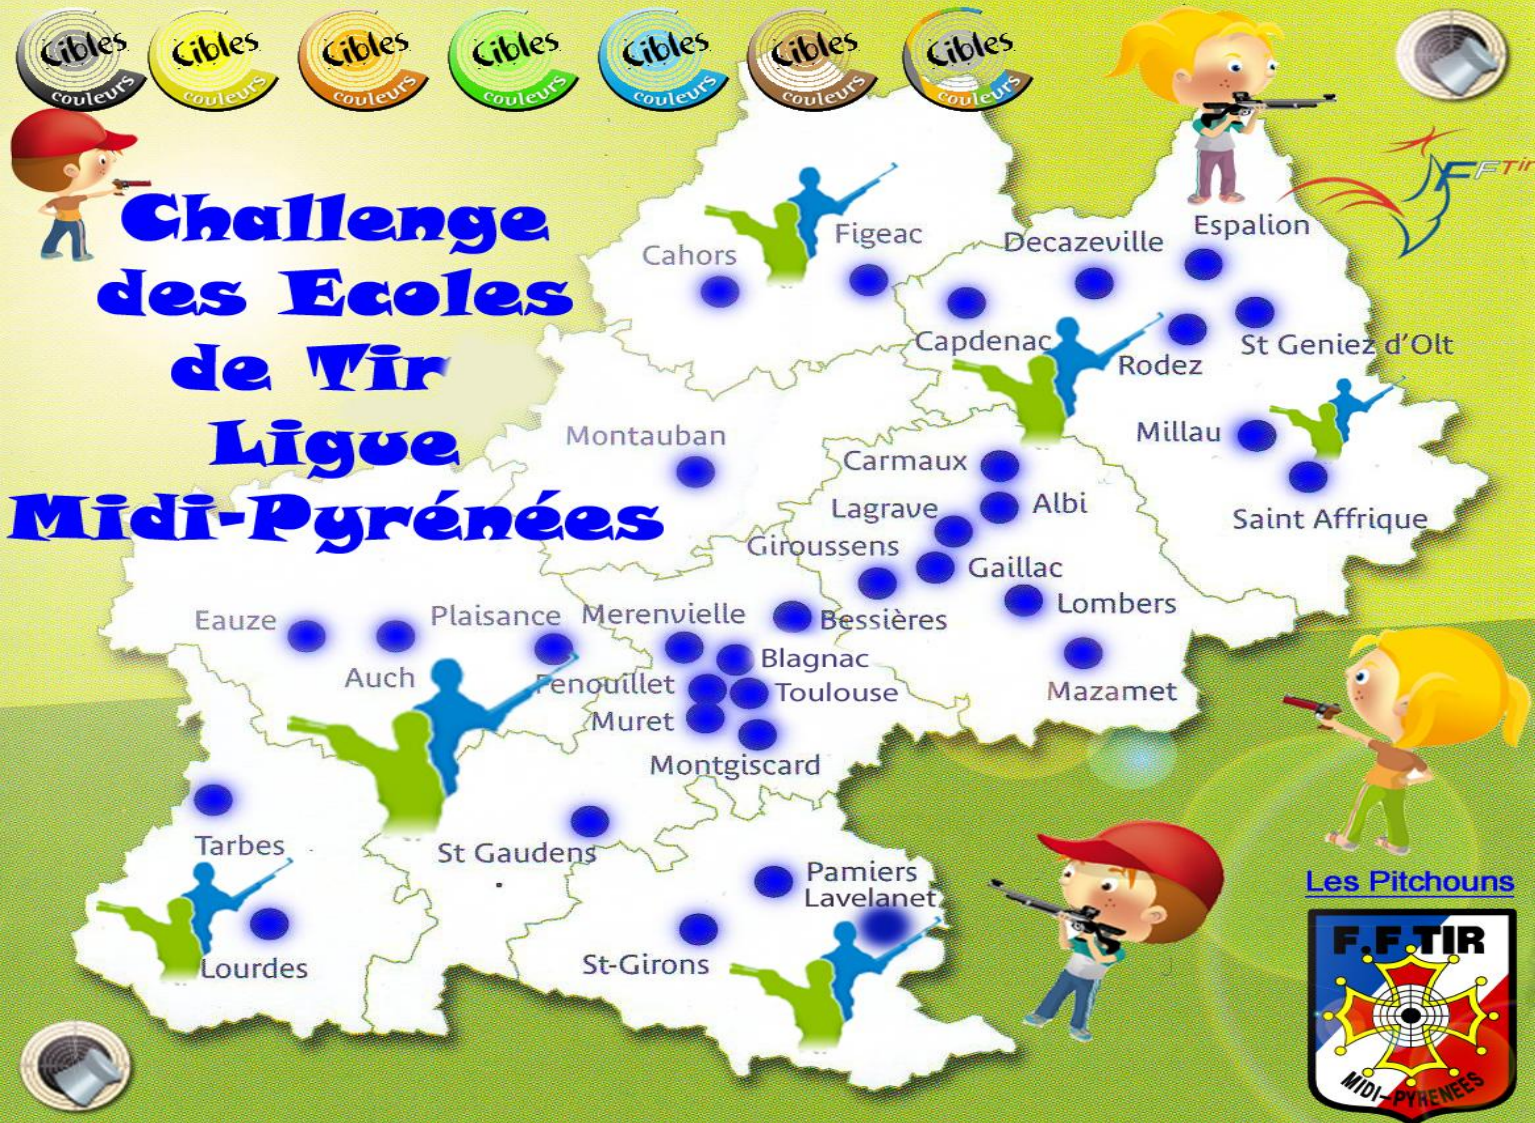 Cibles
couleurs
Cibles
couleurs
Cibles
couleurs
Cibles
couleurs
Cibles
couleurs
Cibles
couleurs
Cibles
couleurs
FFTir
Challenge
des Ecoles
de Tir
Ligue
Midi-Pyrénées
Cahors
Figeac
Decazeville
Espalion
Capdenac
Rodez
St Geniez d'Olt
Montauban
Millau
Saint Affrique
Carmaux
Albi
Lagrave
Giroussens
Gaillac
Lombers
Mazamet
Bessières
Eauze
Auch
Plaisance
Merenvielle
Blagnac
Fenouillet
Toulouse
Muret
Montgiscard
Tarbes
Lourdes
St Gaudens
St-Girons
Pamiers
Lavelanet
Les Pitchouns
F.F.TIR
MIDI-PYRENEES